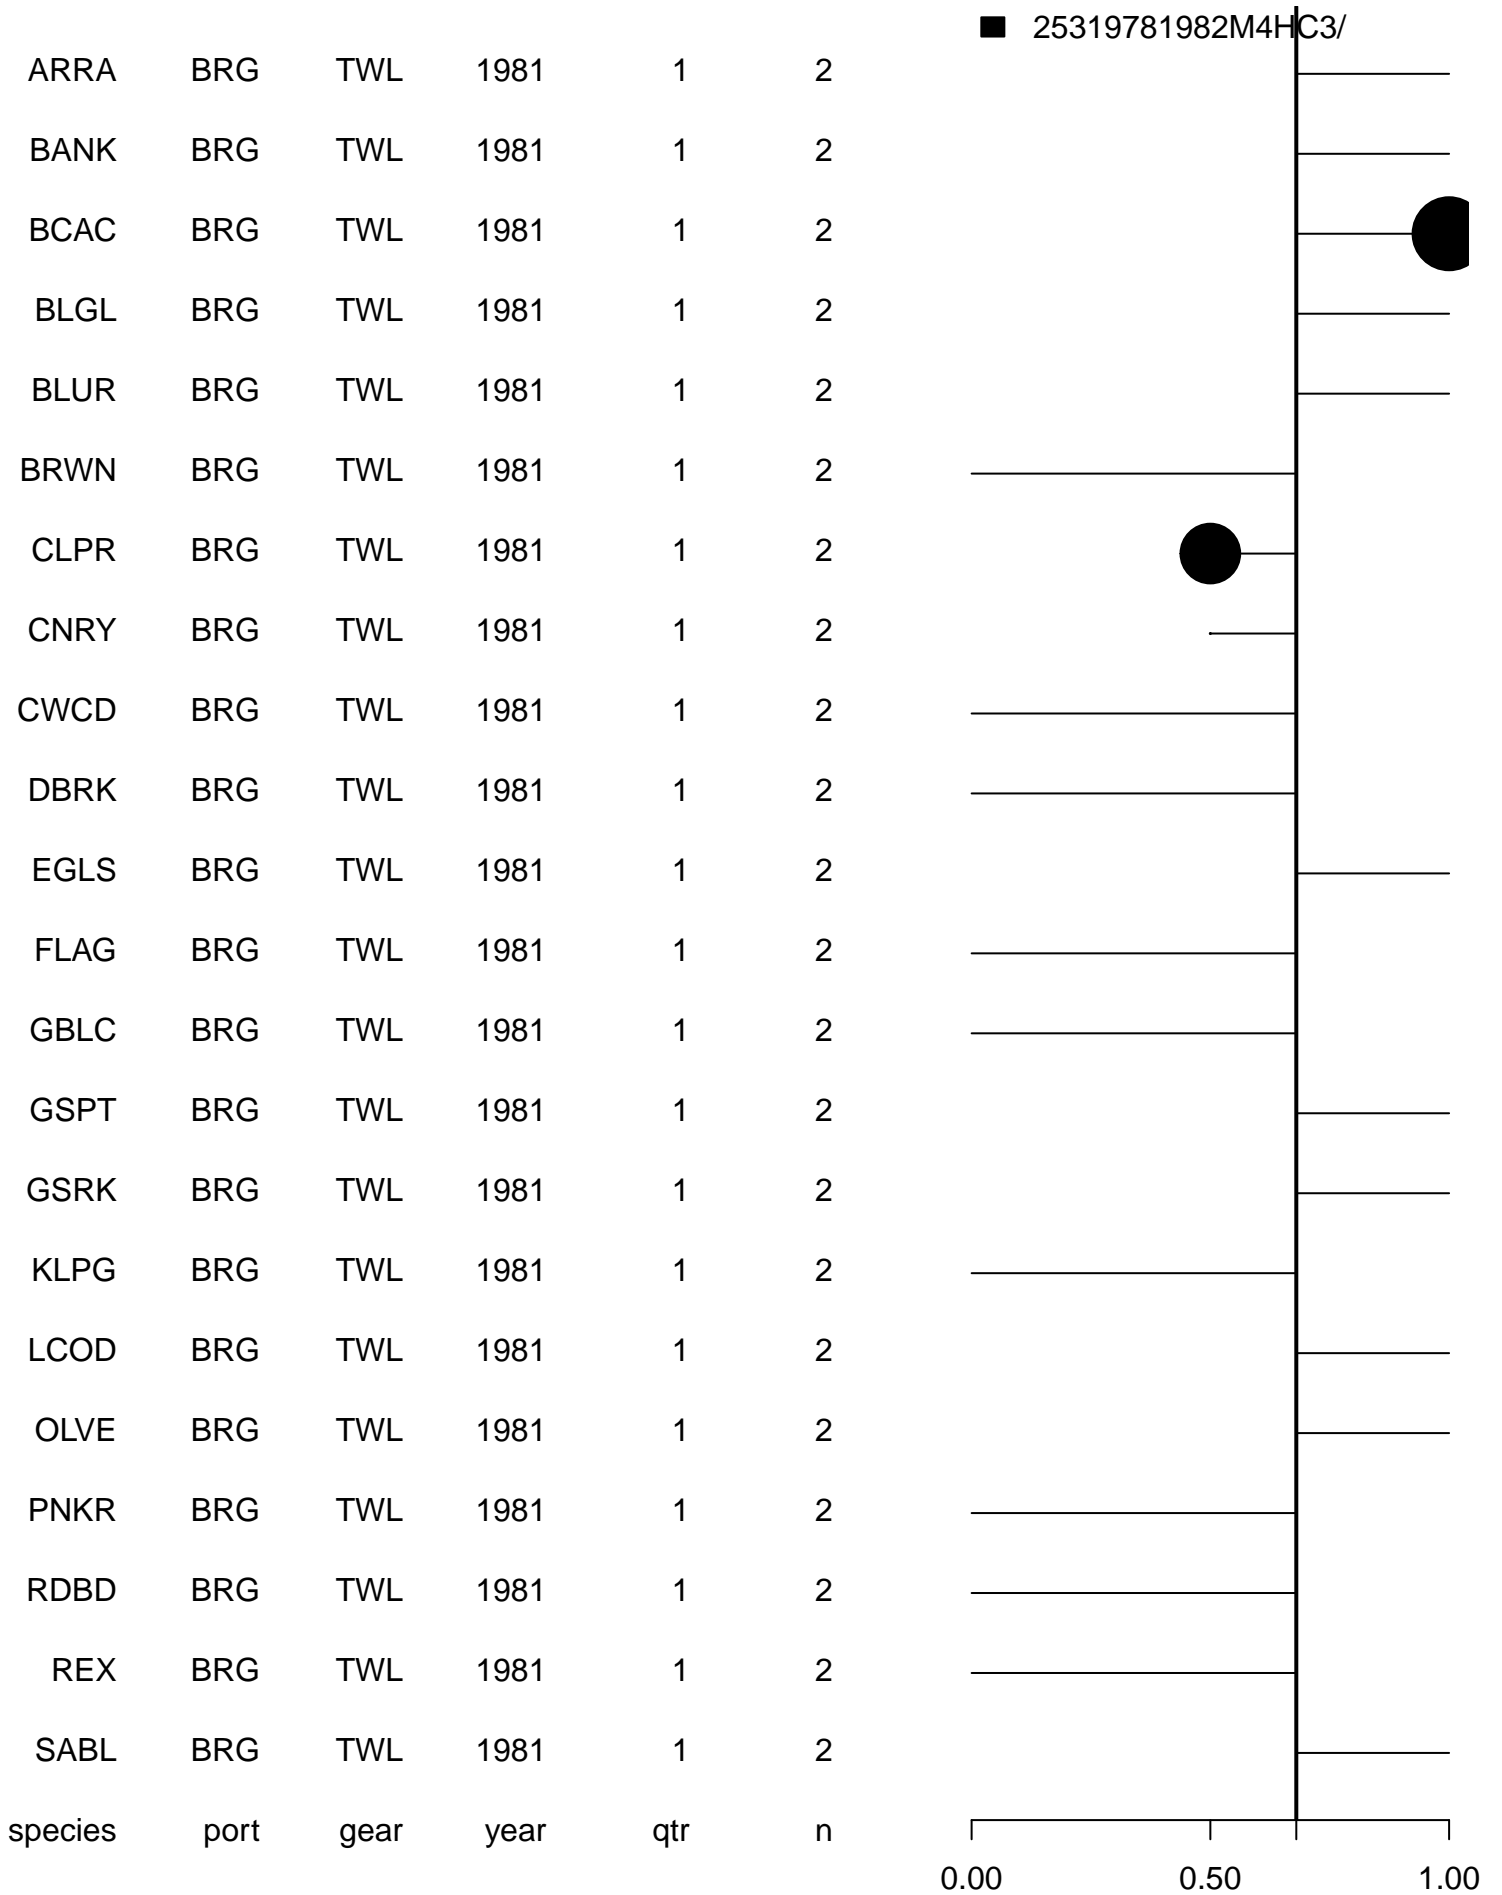 25319781982M4HC3/
ARRA BRG TWL 1981 1 2
BANK BRG TWL 1981 1 2
BCAC BRG TWL 1981 1 2
BLGL BRG TWL 1981 1 2
BLUR BRG TWL 1981 1 2
BRWN BRG TWL 1981 1 2
CLPR BRG TWL 1981 1 2
CNRY BRG TWL 1981 1 2
CWCD BRG TWL 1981 1 2
DBRK BRG TWL 1981 1 2
EGLS BRG TWL 1981 1 2
FLAG BRG TWL 1981 1 2
GBLC BRG TWL 1981 1 2
GSPT BRG TWL 1981 1 2
GSRK BRG TWL 1981 1 2
KLPG BRG TWL 1981 1 2
LCOD BRG TWL 1981 1 2
OLVE BRG TWL 1981 1 2
PNKR BRG TWL 1981 1 2
RDBD BRG TWL 1981 1 2
REX BRG TWL 1981 1 2
SABL BRG TWL 1981 1 2
species port gear year qtr n
0.00 0.50 1.00